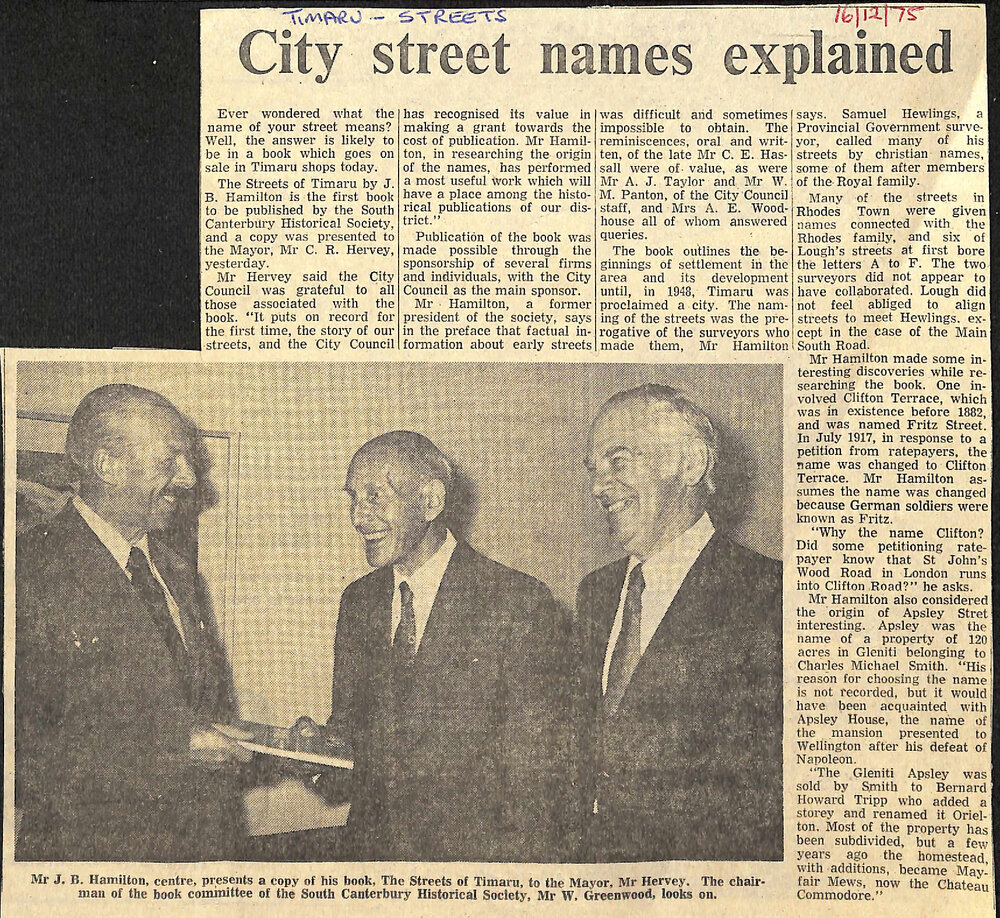 TIMARU - STREETS
16/12/75
City street names explained
Ever wondered what the
name of your street means?
Well, the answer is likely to
be in a book which goes on
sale in Timaru shops today.
The Streets of Timaru by J.
B. Hamilton is the first book
to be published by the South
Canterbury Historical Society,
and a copy was presented to
the Mayor, Mr C. R. Hervey,
yesterday.
Mr Hervey said the City
Council was grateful to all
those associated with the
book. "It puts on record for
the first time, the story of our
streets, and the City Council
has recognised its value in
making a grant towards the
cost of publication. Mr Hamil-
ton, in researching the origin
of the names, has performed
a most useful work which will
have a place among the histo-
rical publications of our dis-
trict."
Publication of the book was
made possible through the
sponsorship of several firms
and individuals, with the City
Council as the main sponsor.
Mr Hamilton, a former
president of the society, says
in the preface that factual in-
formation about early streets
was difficult and sometimes
impossible to obtain. The
reminiscences, oral and writ-
ten, of the late Mr C. E. Has-
sall were of value, as were
Mr A. J. Taylor and Mr W.
M. Panton, of the City Council
staff, and Mrs A. E. Wood-
house all of whom answered
queries.
The book outlines the be-
ginnings of settlement in the
area and its development
until, in 1948, Timaru was
proclaimed a city. The nam-
ing of the streets was the pre-
rogative of the surveyors who
made them, Mr Hamilton
says. Samuel Hewlings, a
Provincial Government surve-
yor, called many of his
streets by christian names,
some of them after members
of the Royal family.
Many of the streets in
Rhodes Town were given
names connected with the
Rhodes family, and six of
Lough's streets at first bore
the letters A to F. The two
surveyors did not appear to
have collaborated. Lough did
not feel abliged to align
streets to meet Hewlings. ex-
cept in the case of the Main
South Road.
Mr Hamilton made some in-
teresting discoveries while re-
searching the book. One in-
volved Clifton Terrace, which
was in existence before 1882,
and was named Fritz Street.
In July 1917, in response to a
petition from ratepayers, the
name was changed to Clifton
Terrace. Mr Hamilton as-
sumes the name was changed
because German soldiers were
known as Fritz.
"Why the name Clifton?
Did some petitioning rate-
payer know that St John's
Wood Road in London runs
into Clifton Road?" he asks.
Mr Hamilton also considered
the origin of Apsley Stret
interesting. Apsley was the
name of a property of 120
acres in Gleniti belonging to
Charles Michael Smith. "His
reason for choosing the name
is not recorded, but it would
have been acquainted with
Apsley House, the name of
the mansion presented to
Wellington after his defeat of
Napoleon.
"The Gleniti Apsley was
sold by Smith to Bernard
Howard Tripp who added a
storey and renamed it Oriel-
ton. Most of the property has
been subdivided, but a few
years ago the homestead,
with additions, became May-
fair Mews, now the Chateau
Commodore."
Mr J. B. Hamilton, centre, presents a copy of his book, The Streets of Timaru, to the Mayor, Mr Hervey. The chair-
man of the book committee of the South Canterbury Historical Society, Mr W. Greenwood, looks on.